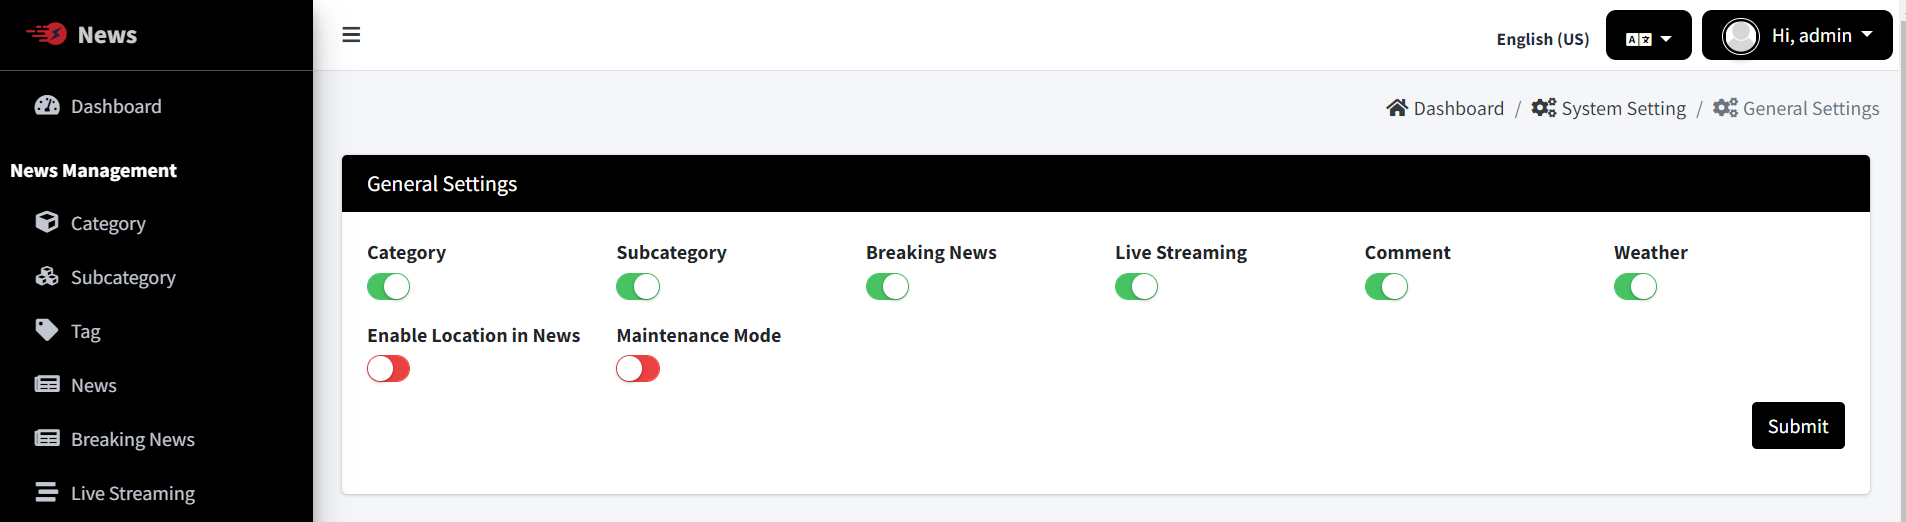 News
English (US)
Hi, admin
Dashboard
Dashboard / System Setting / General Settings
News Management
Category
Subcategory
Tag
News
Breaking News
Live Streaming
General Settings
Category Subcategory Breaking News Live Streaming Comment Weather
Enable Location in News Maintenance Mode
Submit